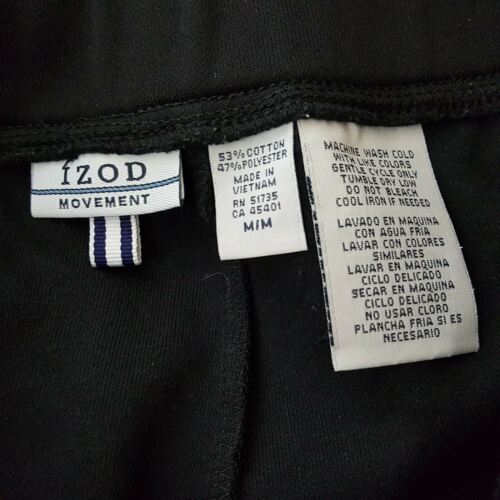 IZOD
MOVEMENT
53% COTTON
47% POLYESTER
MADE IN
VIETNAM
RN 51735
CA 45401
M/M
MACHINE WASH COLD
WITH LIKE COLORS
GENTLE CYCLE ONLY
TUMBLE DRY LOW
DO NOT BLEACH
COOL IRON IF NEEDED
LAVADO EN MAQUINA
CON AGUA FRIA
LAVAR CON COLORES
SIMILARES
LAVAR EN MAQUINA
CICLO DELICADO
SECAR EN MAQUINA
CICLO DELICADO
NO USAR CLORO
PLANCHA FRIA SI ES
NECESARIO